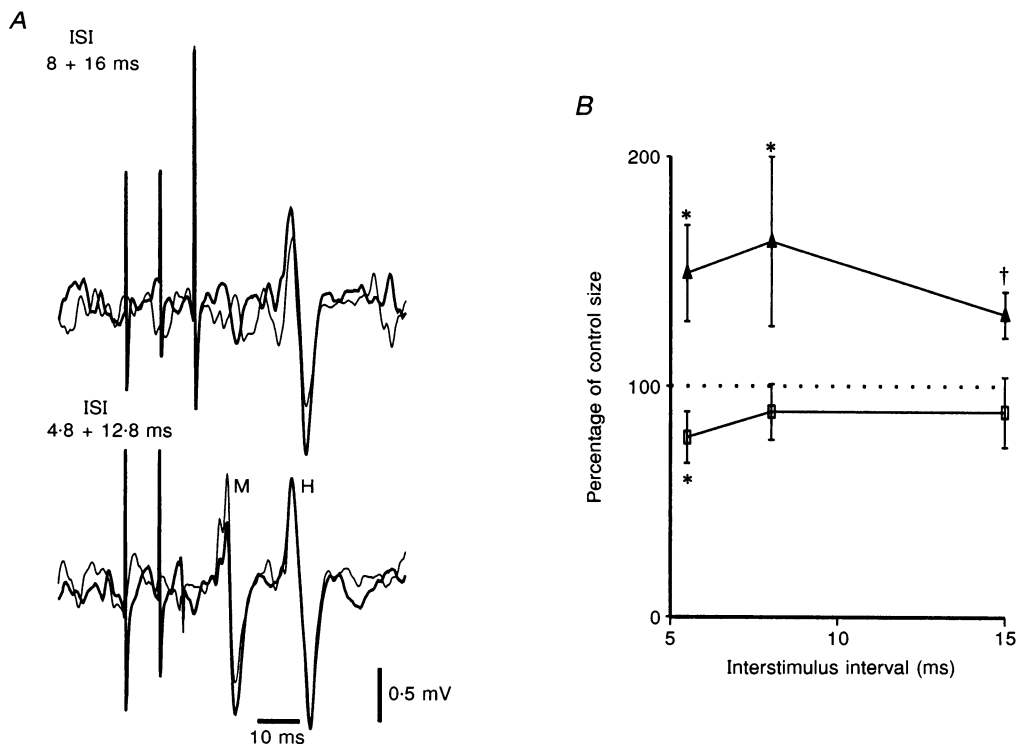 A
ISI
8 + 16 ms
ISI
4·8 + 12·8 ms
M
H
0·5 mV
10 ms
B
200
100
0
Percentage of control size
*
*
†
*
5
10
15
Interstimulus interval (ms)